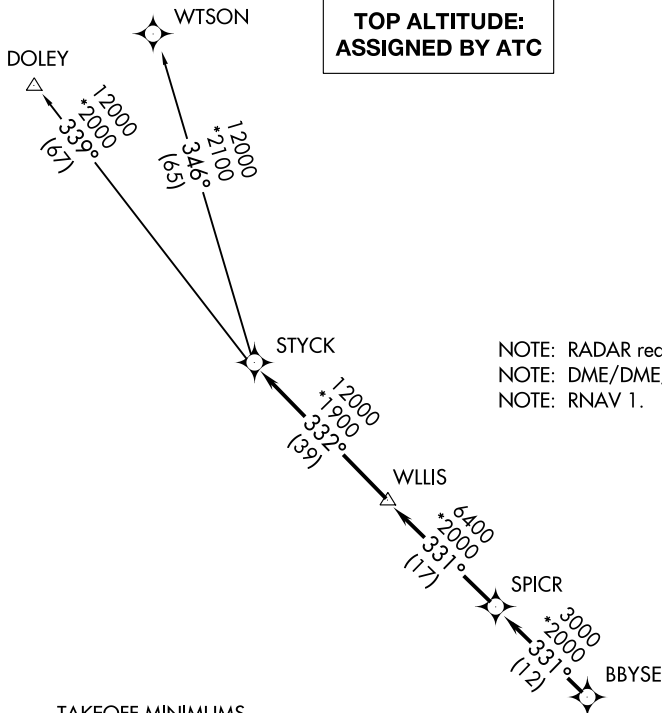 WTSON
TOP ALTITUDE:
ASSIGNED BY ATC
DOLEY
12000
*2000
339°
(67)
12000
*2100
346°
(65)
STYCK
NOTE: RADAR
NOTE: DME/DME
NOTE: RNAV 1.
12000
*1900
332°
(39)
WLLIS
6400
*2000
331°
(17)
SPICR
3000
*2000
331°
(12)
BBYSE
TAKEOFF MINIMUMS